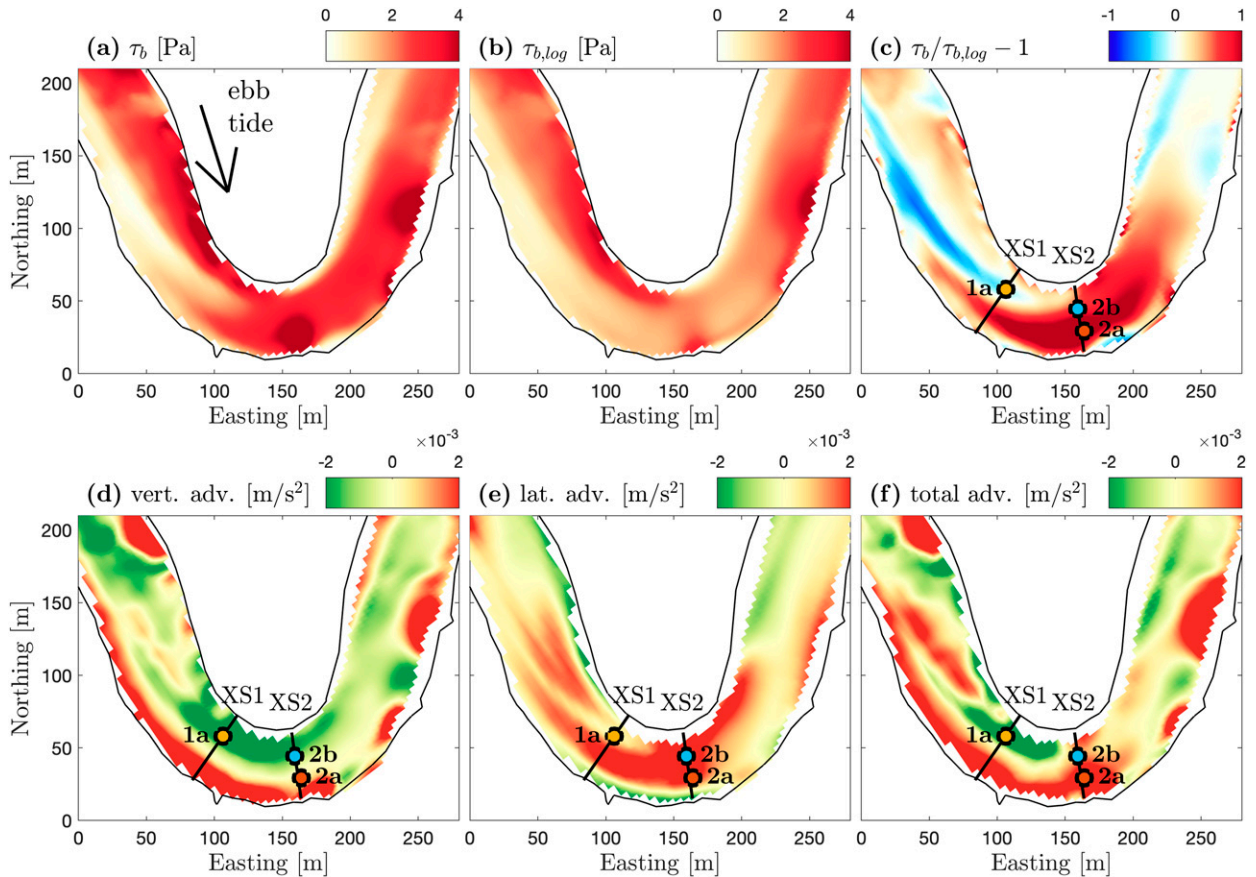 0 2 4
0 2 4
-1 0 1
(a) τb [Pa]
(b) τb,log [Pa]
(c) τb/τb,log − 1
ebb
tide
XS1 XS2
1a
2b
2a
200
150
100
50
0
Northing [m]
0 50 100 150 200 250
0 50 100 150 200 250
0 50 100 150 200 250
Easting [m]
Easting [m]
Easting [m]
×10-3
×10-3
×10-3
-2 0 2
-2 0 2
-2 0 2
(d) vert. adv. [m/s2]
(e) lat. adv. [m/s2]
(f) total adv. [m/s2]
XS1 XS2
1a
2b
2a
XS1 XS2
1a
2b
2a
XS1 XS2
1a
2b
2a
200
150
100
50
0
Northing [m]
0 50 100 150 200 250
0 50 100 150 200 250
0 50 100 150 200 250
Easting [m]
Easting [m]
Easting [m]